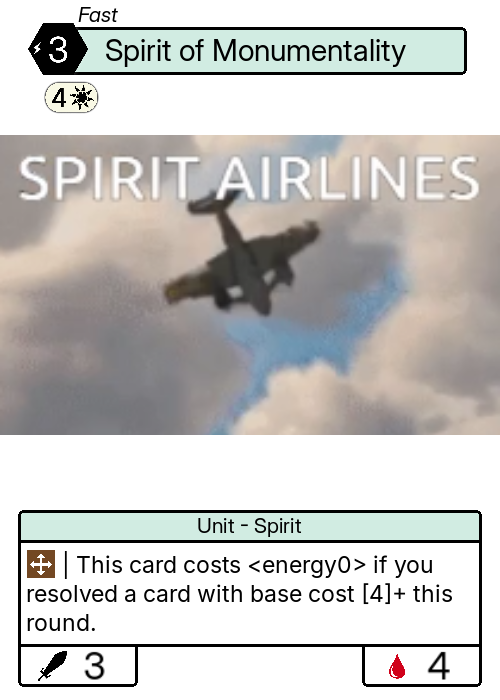 Fast
3 Spirit of Monumentality
4
SPIRIT AIRLINES
Unit - Spirit
| This card costs <energy0> if you
resolved a card with base cost [4]+ this
round.
3 4